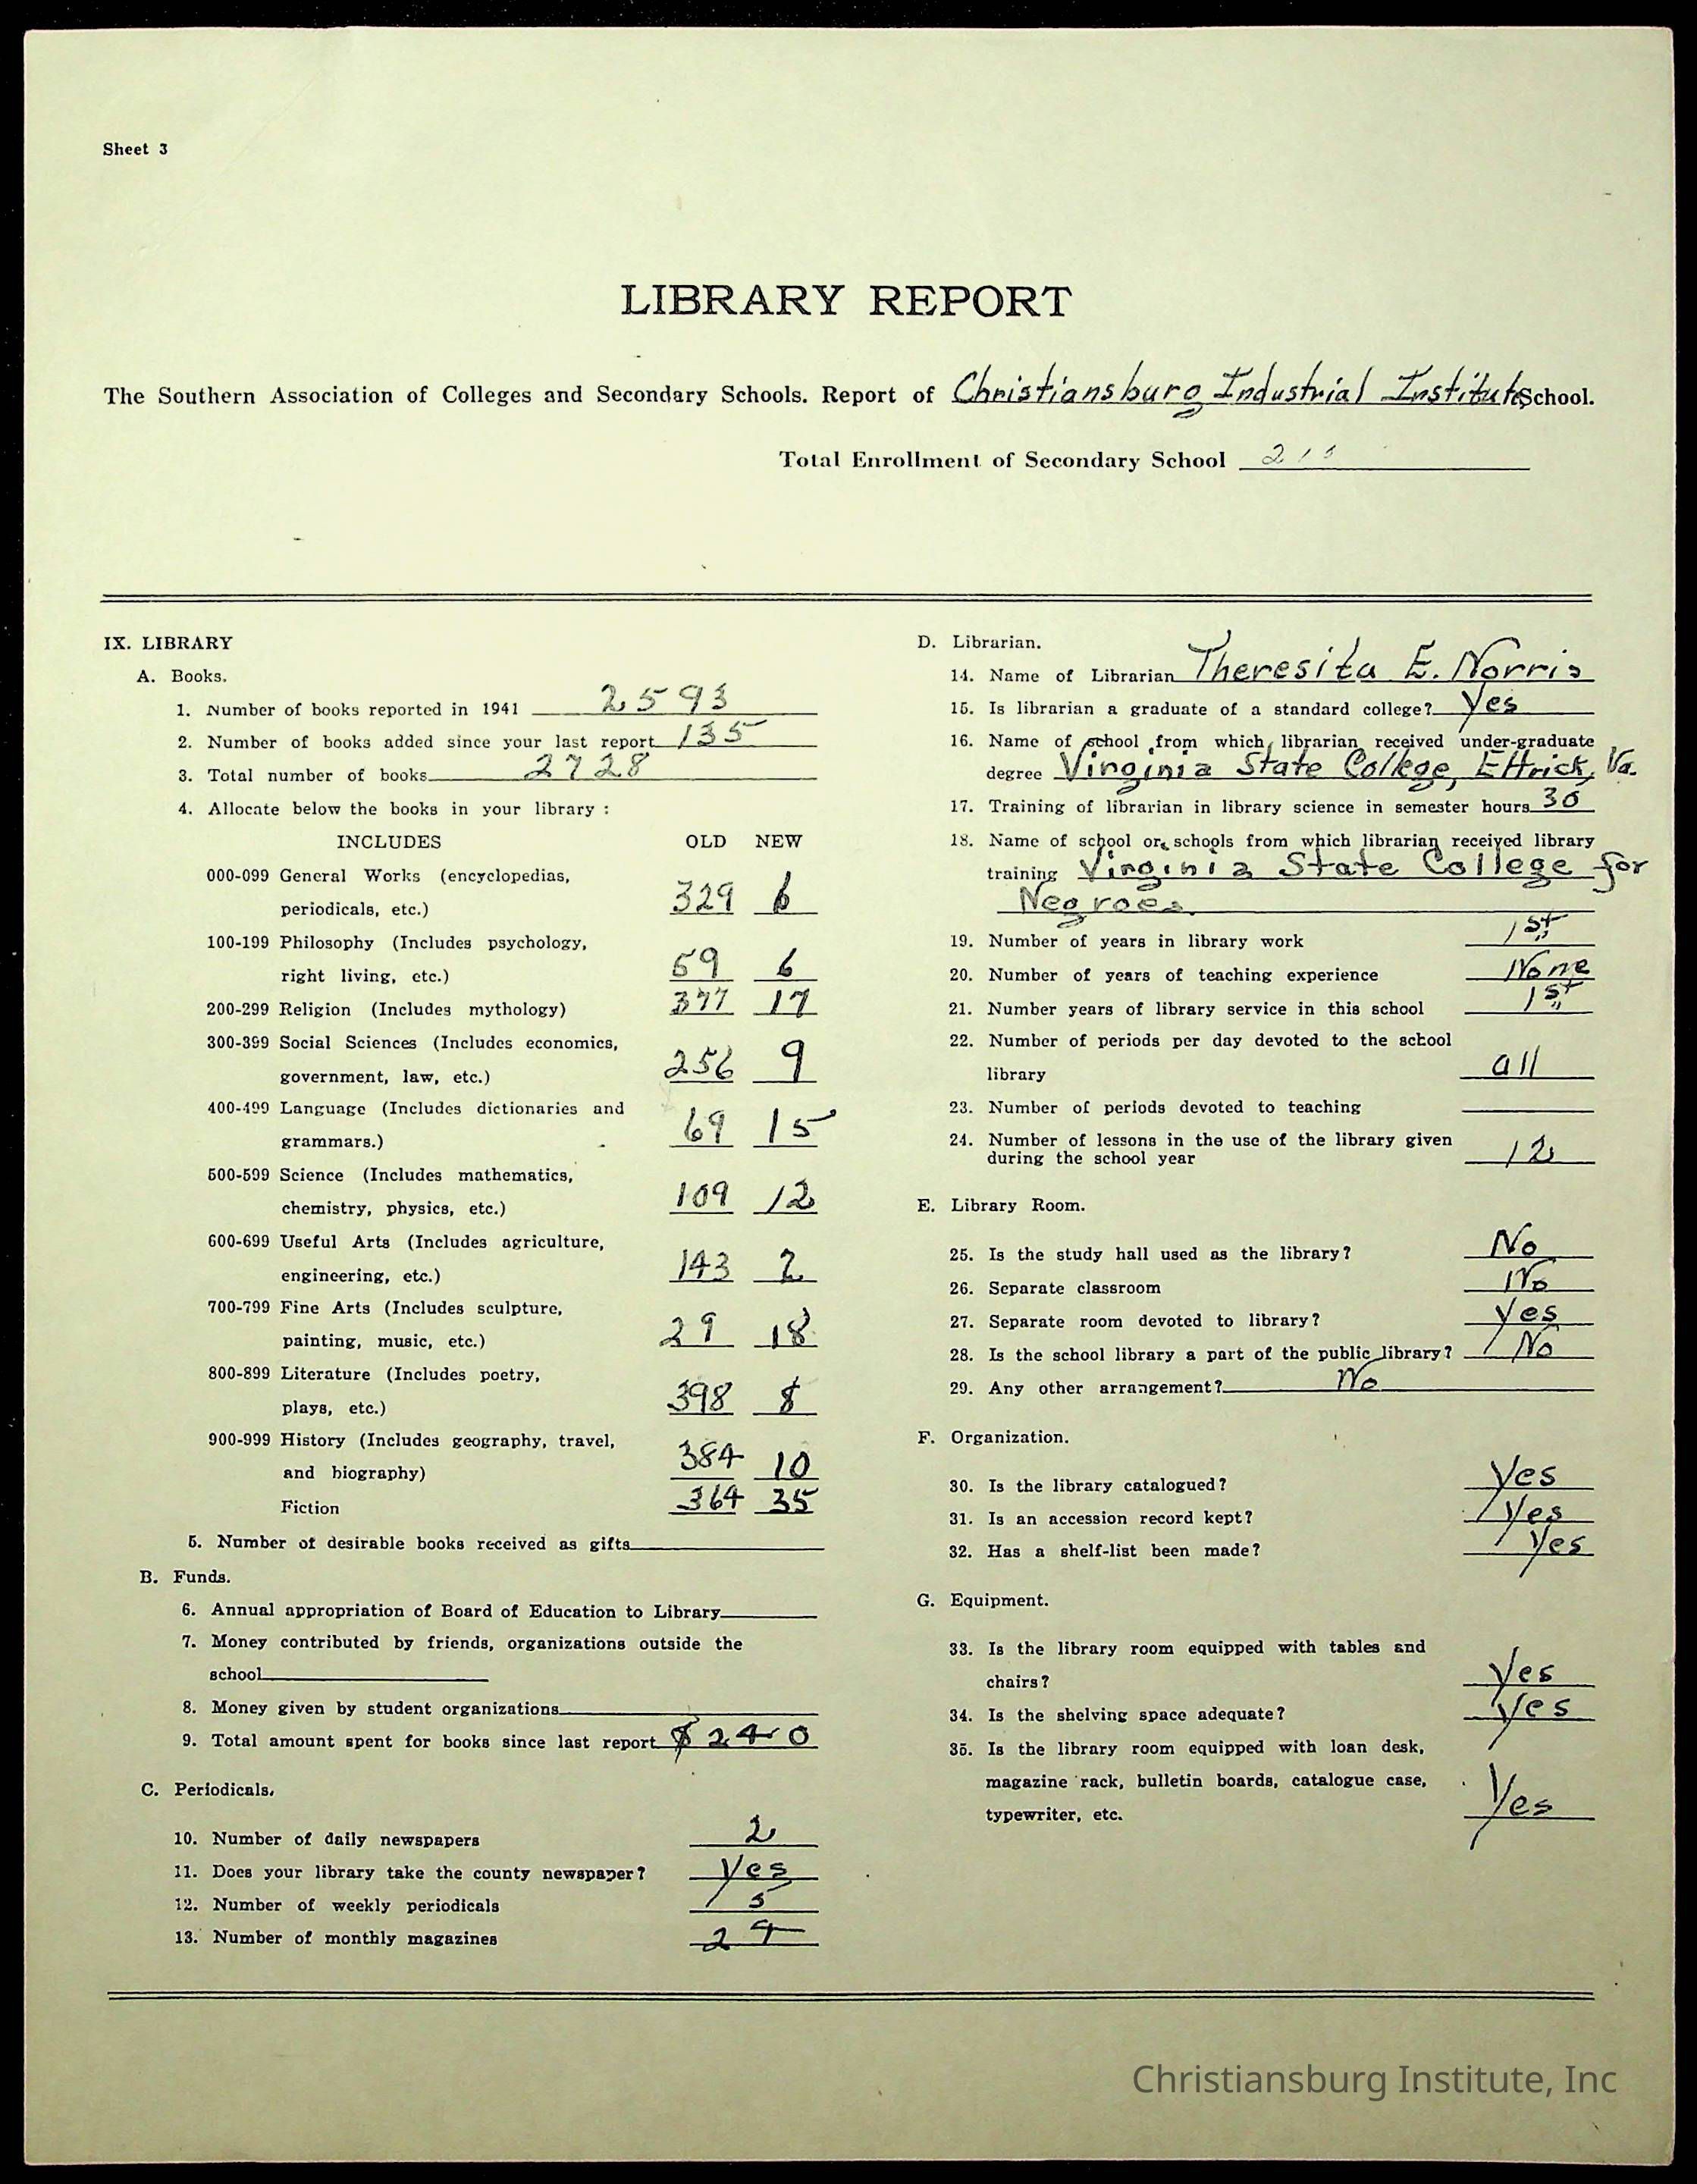 Sheet 3
LIBRARY REPORT
The Southern Association of Colleges and Secondary Schools. Report of Christiansburg Industrial Institute School.
Total Enrollment of Secondary School
IX. LIBRARY
A. Books.
1. Number of books reported in 1941 2593
2. Number of books added since your last report 135
3. Total number of books 2728
4. Allocate below the books in your library :
INCLUDES OLD NEW
000-099 General Works (encyclopedias,
periodicals, etc.) 329 6
100-199 Philosophy (Includes psychology,
right living, etc.) 59 6
200-299 Religion (Includes mythology) 377 17
300-399 Social Sciences (Includes economics,
government, law, etc.) 256 9
400-499 Language (Includes dictionaries and
grammars.) 69 15
500-599 Science (Includes mathematics,
chemistry, physics, etc.) 109 12
600-699 Useful Arts (Includes agriculture,
engineering, etc.) 143 2
700-799 Fine Arts (Includes sculpture,
painting, music, etc.) 29 18
800-899 Literature (Includes poetry,
plays, etc.) 398 8
900-999 History (Includes geography, travel,
and biography) 384 10
Fiction 364 35
5. Number of desirable books received as gifts
B. Funds.
6. Annual appropriation of Board of Education to Library
7. Money contributed by friends, organizations outside the
school
8. Money given by student organizations
9. Total amount spent for books since last report $240
C. Periodicals.
10. Number of daily newspapers 2
11. Does your library take the county newspaper? Yes
12. Number of weekly periodicals 5
13. Number of monthly magazines
D. Librarian.
14. Name of Librarian Theresita E. Norris
15. Is librarian a graduate of a standard college? Yes
16. Name of school from which librarian received under-graduate
degree Virginia State College, Ettrick, Va.
17. Training of librarian in library science in semester hours 30
18. Name of school or schools from which librarian received library
training Virginia State College for
Negroes
19. Number of years in library work 1st
20. Number of years of teaching experience None
21. Number years of library service in this school 1st
22. Number of periods per day devoted to the school
library all
23. Number of periods devoted to teaching
24. Number of lessons in the use of the library given
during the school year 12
E. Library Room.
25. Is the study hall used as the library? No
26. Separate classroom No
27. Separate room devoted to library? Yes
28. Is the school library a part of the public library? No
29. Any other arrangement? No
F. Organization.
30. Is the library catalogued? Yes
31. Is an accession record kept? Yes
32. Has a shelf-list been made? Yes
G. Equipment.
33. Is the library room equipped with tables and
chairs? Yes
34. Is the shelving space adequate? Yes
35. Is the library room equipped with loan desk,
magazine rack, bulletin boards, catalogue case,
typewriter, etc. Yes
Christiansburg Institute, Inc